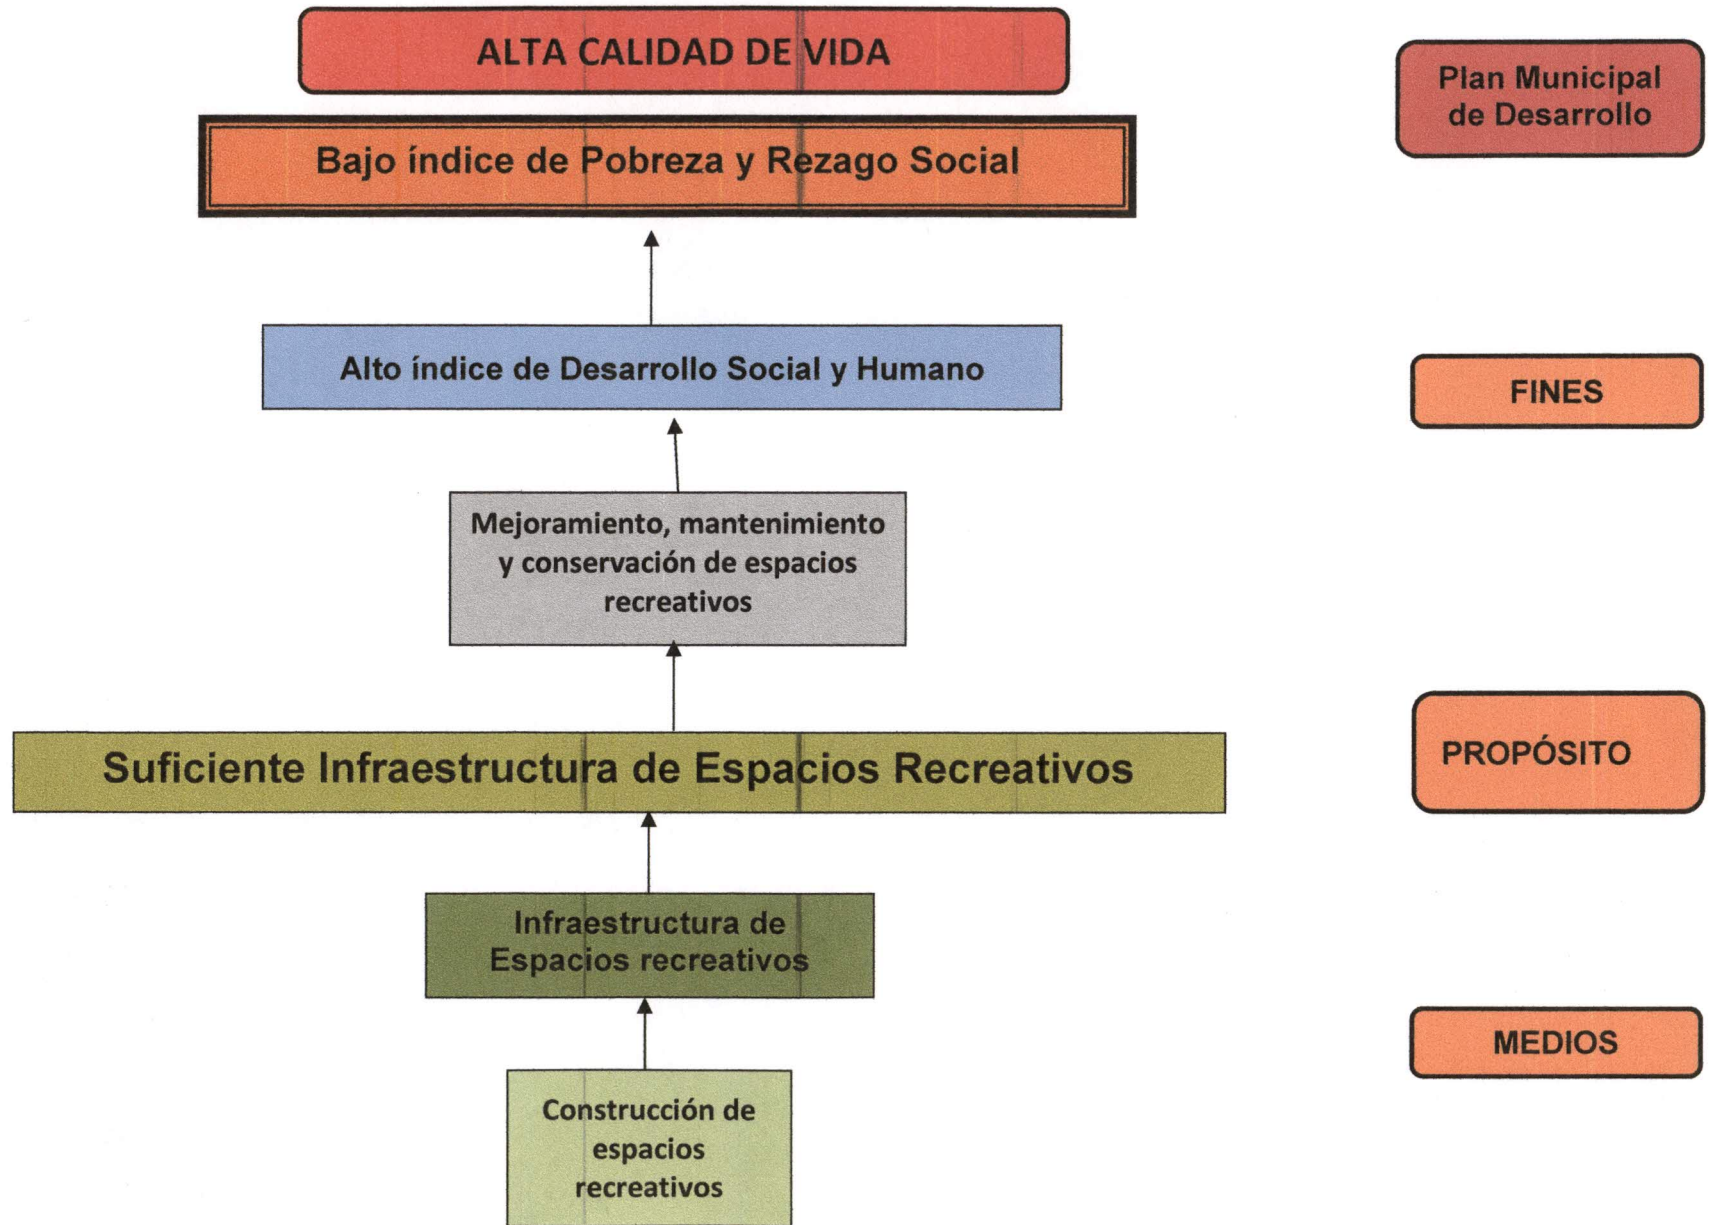 ALTA CALIDAD DE VIDA
Plan Municipal
de Desarrollo
Bajo índice de Pobreza y Rezago Social
Alto índice de Desarrollo Social y Humano
FINES
Mejoramiento, mantenimiento
y conservación de espacios
recreativos
Suficiente Infraestructura de Espacios Recreativos
PROPÓSITO
Infraestructura de
Espacios recreativos
MEDIOS
Construcción de
espacios
recreativos